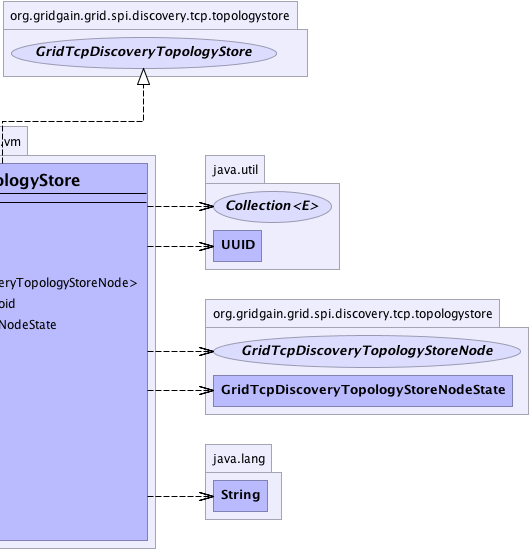 org.gridgain.grid.spi.discovery.tcp.topologystore
GridTcpDiscoveryTopologyStore
.vm
ologyStore
java.util
Collection<E>
UUID
eryTopologyStoreNode>
oid
NodeState
org.gridgain.grid.spi.discovery.tcp.topologystore
GridTcpDiscoveryTopologyStoreNode
GridTcpDiscoveryTopologyStoreNodeState
java.lang
String